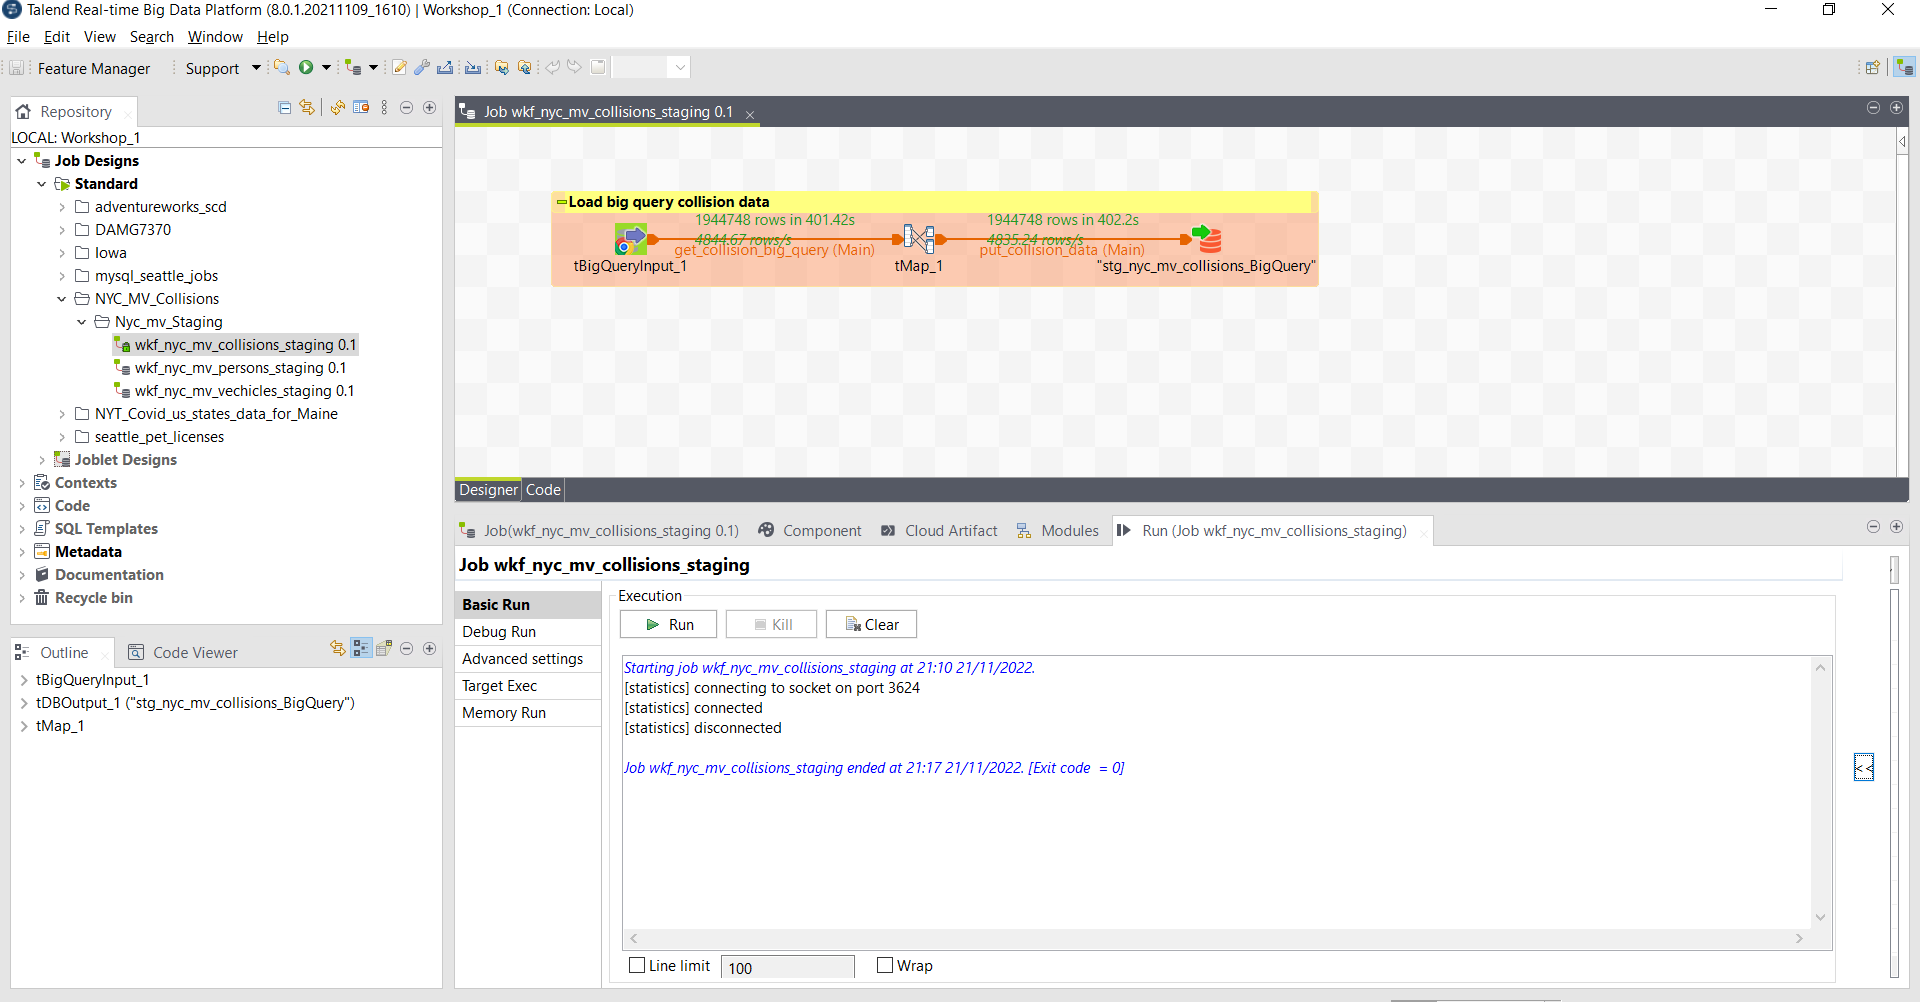 Talend Real-time Big Data Platform (8.0.1.20211109_1610) | Workshop_1 (Connection: Local)
File Edit View Search Window Help
Feature Manager Support
Repository
LOCAL: Workshop_1
Job Designs
Standard
adventureworks_scd
DAMG7370
Iowa
mysql_seattle_jobs
NYC_MV_Collisions
Nyc_mv_Staging
wkf_nyc_mv_collisions_staging 0.1
wkf_nyc_mv_persons_staging 0.1
wkf_nyc_mv_vechicles_staging 0.1
NYT_Covid_us_states_data_for_Maine
seattle_pet_licenses
Joblet Designs
Contexts
Code
SQL Templates
Metadata
Documentation
Recycle bin
Outline Code Viewer
tBigQueryInput_1
tDBOutput_1 ("stg_nyc_mv_collisions_BigQuery")
tMap_1
Job wkf_nyc_mv_collisions_staging 0.1
Load big query collision data
1944748 rows in 401.42s 1944748 rows in 402.2s
4844.67 rows/s 4835.24 rows/s
get_collision_big_query (Main) put_collision_data (Main)
tBigQueryInput_1 tMap_1 "stg_nyc_mv_collisions_BigQuery"
Designer Code
Job(wkf_nyc_mv_collisions_staging 0.1) Component Cloud Artifact Modules Run (Job wkf_nyc_mv_collisions_staging)
Job wkf_nyc_mv_collisions_staging
Basic Run
Debug Run
Advanced settings
Target Exec
Memory Run
Execution
Run Kill Clear
Starting job wkf_nyc_mv_collisions_staging at 21:10 21/11/2022.
[statistics] connecting to socket on port 3624
[statistics] connected
[statistics] disconnected
Job wkf_nyc_mv_collisions_staging ended at 21:17 21/11/2022. [Exit code  = 0]
<<
Line limit 100 Wrap